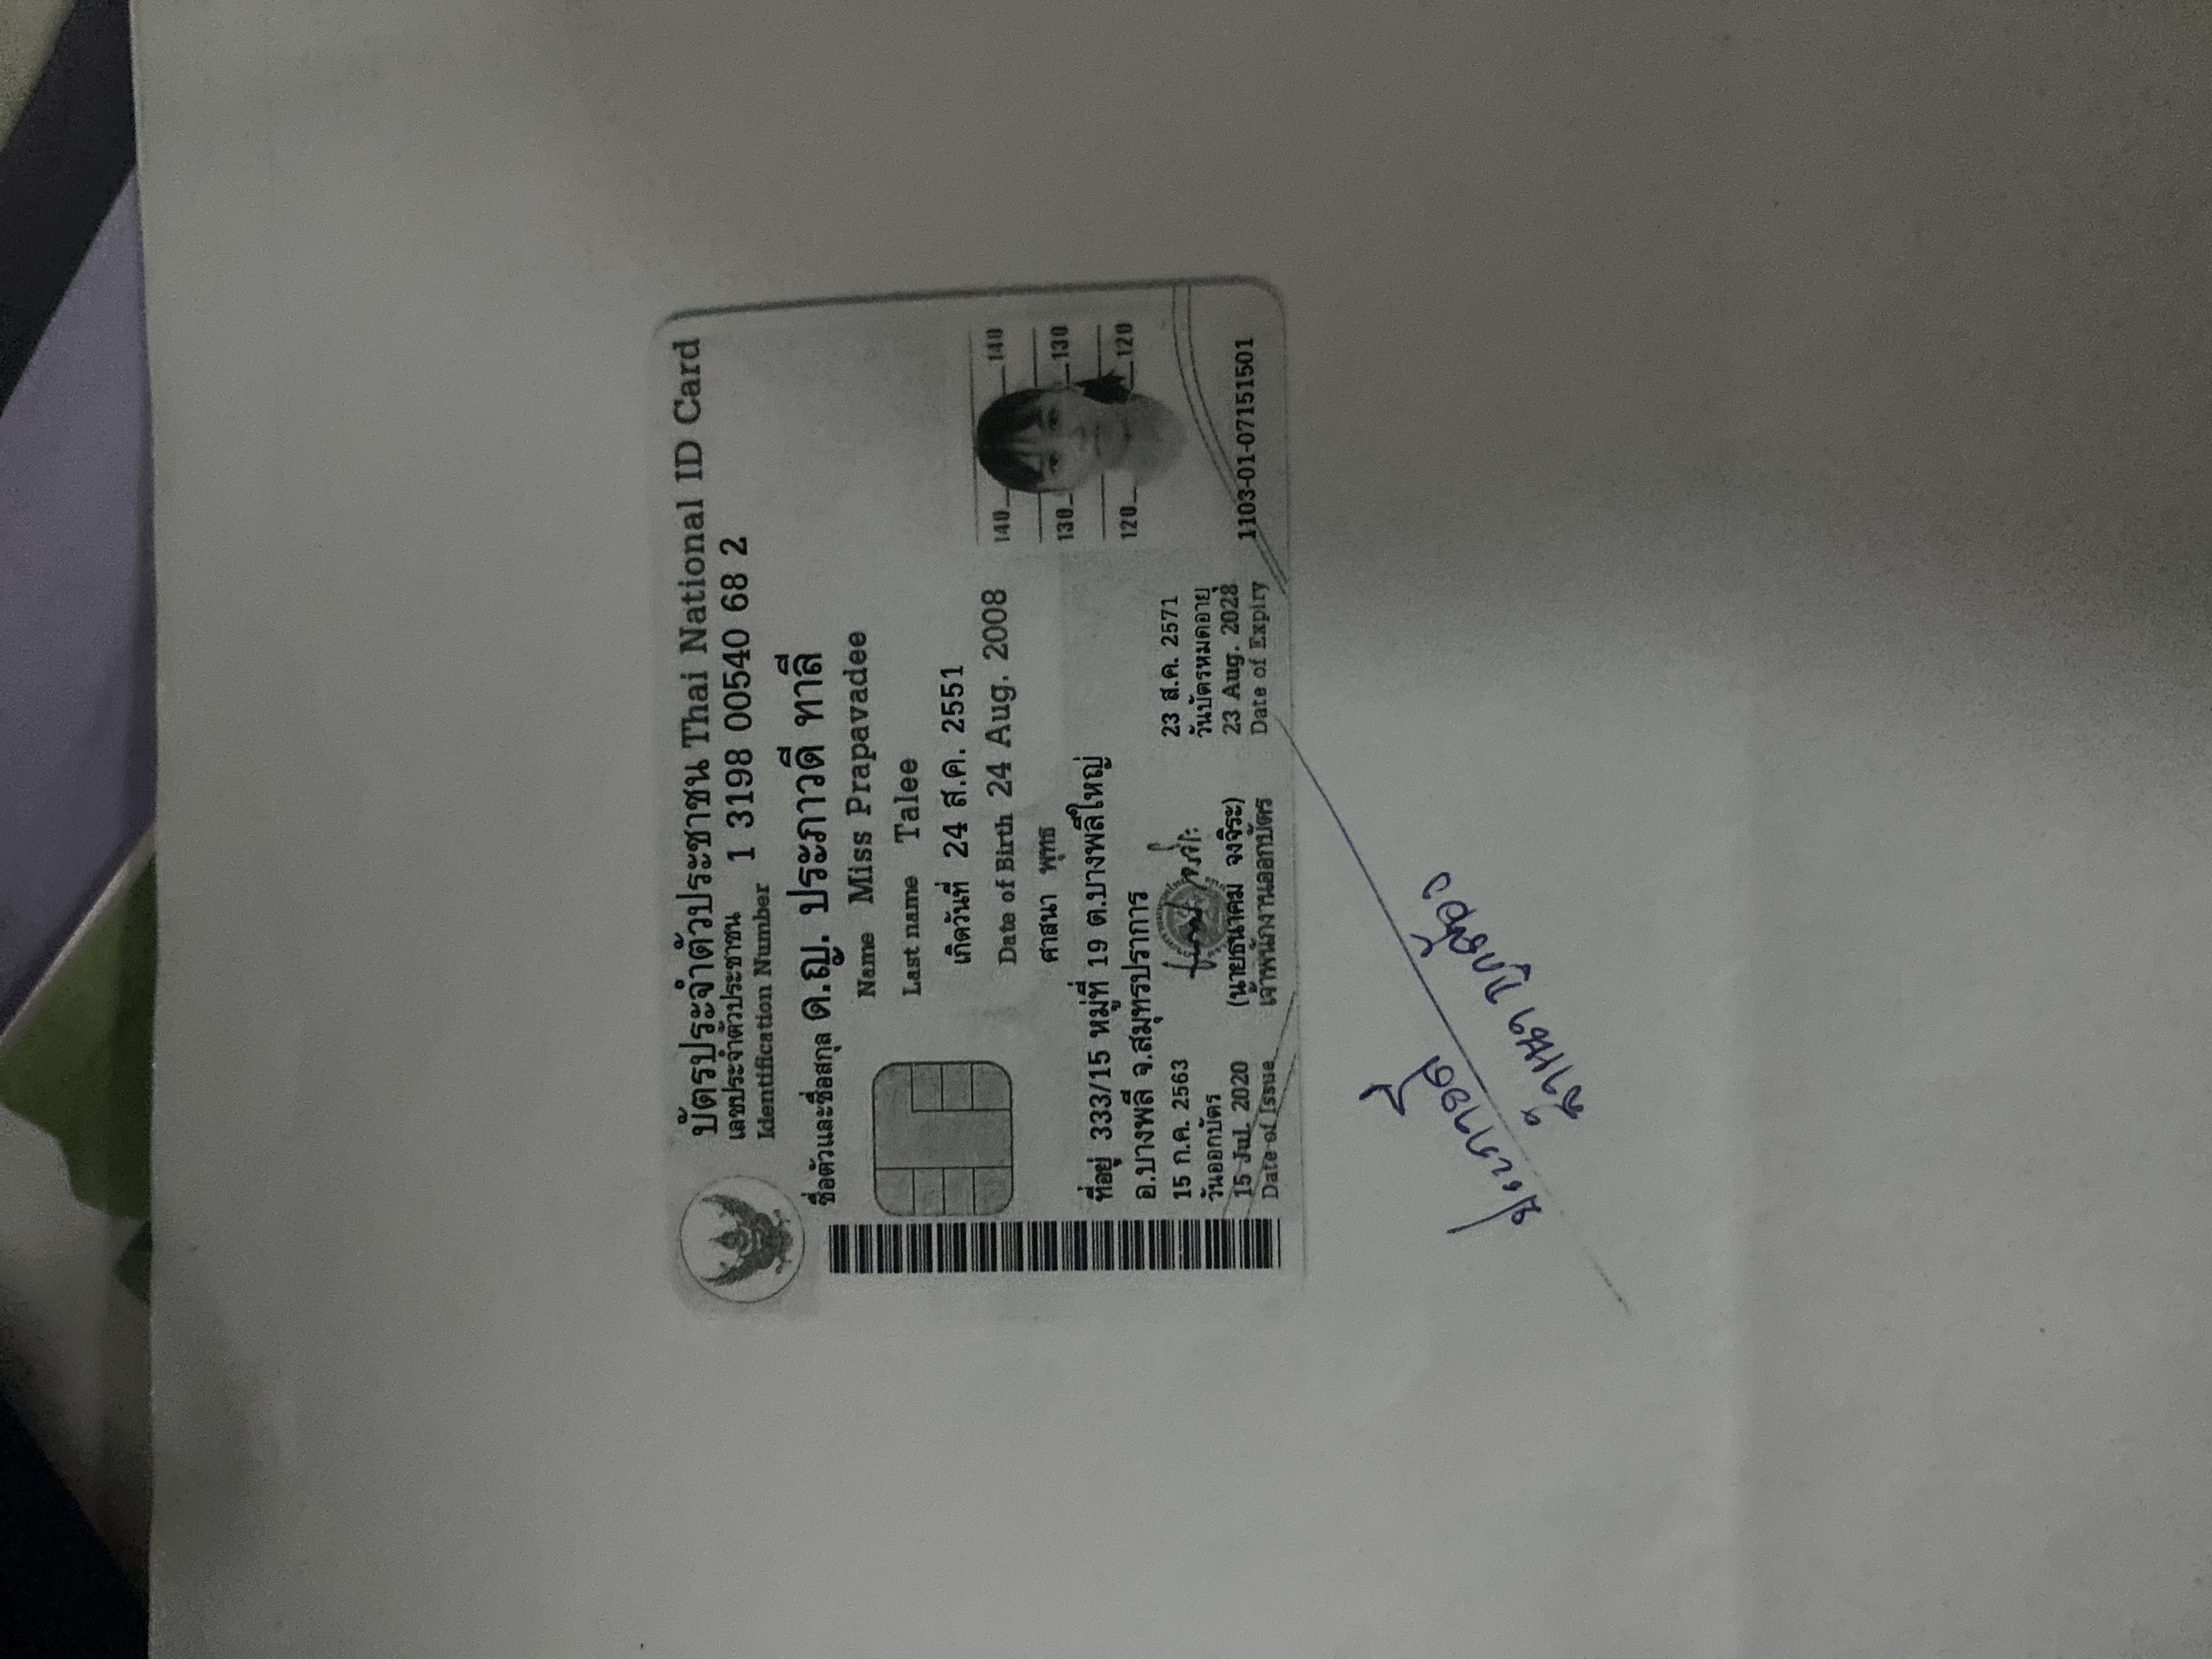 บัตรประจำตัวประชาชน Thai National ID Card
เลขประจำตัวประชาชน
Identification Number 1 3198 00540 68 2
ชื่อตัวและชื่อสกุล ด.ญ. ประภาวดี ทาลี
Name Miss Prapavadee
Last name Talee
เกิดวันที่ 24 ส.ค. 2551
Date of Birth 24 Aug. 2008
ศาสนา พุทธ
ที่อยู่ 333/15 หมู่ที่ 19 ต.บางพลีใหญ่
อ.บางพลี จ.สมุทรปราการ
140 140
130 130
120 120
15 ก.ค. 2563
วันออกบัตร
15 Jul. 2020
Date of Issue
(นายธนาคม จงจิระ)
เจ้าพนักงานออกบัตร
23 ส.ค. 2571
วันบัตรหมดอายุ
23 Aug. 2028
Date of Expiry
1103-01-07151501
ประภาวดี
สำเนาถูกต้อง